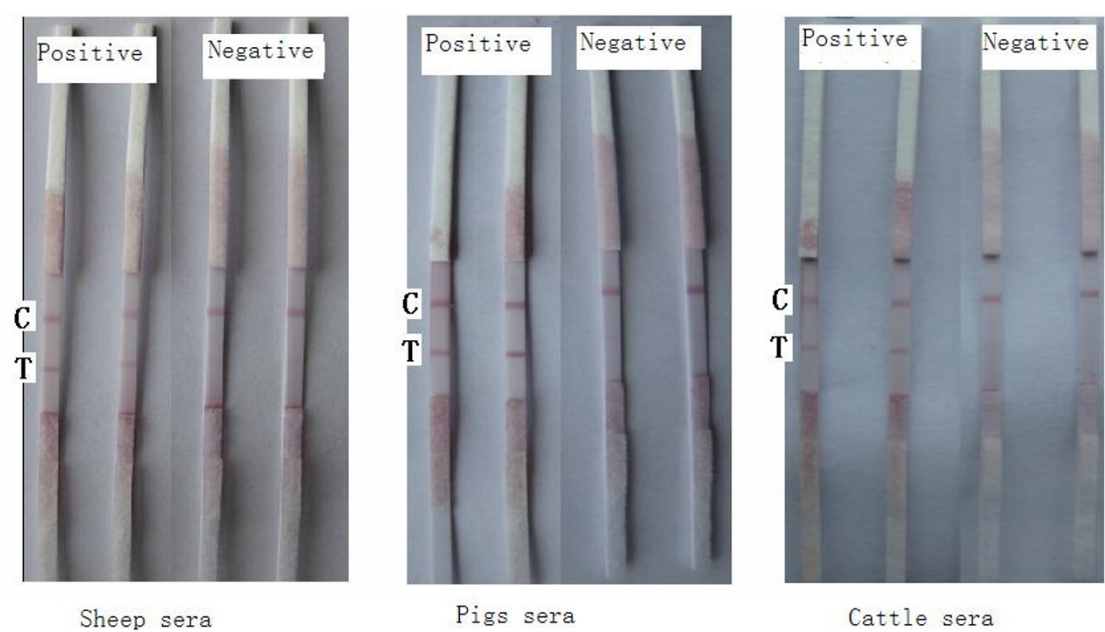 Positive Negative
C
T
Sheep sera
Positive Negative
C
T
Pigs sera
Positive Negative
C
T
Cattle sera